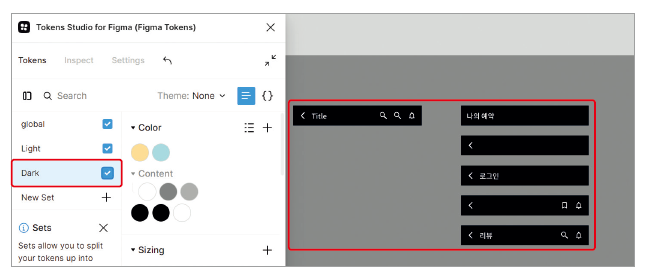 Tokens Studio for Figma (Figma Tokens)
Tokens Inspect Settings
Search Theme: None
global
Light
Dark
New Set
Sets
Sets allow you to split
your tokens up into
Color
Content
Sizing
Title
나의 예약
로그인
리뷰